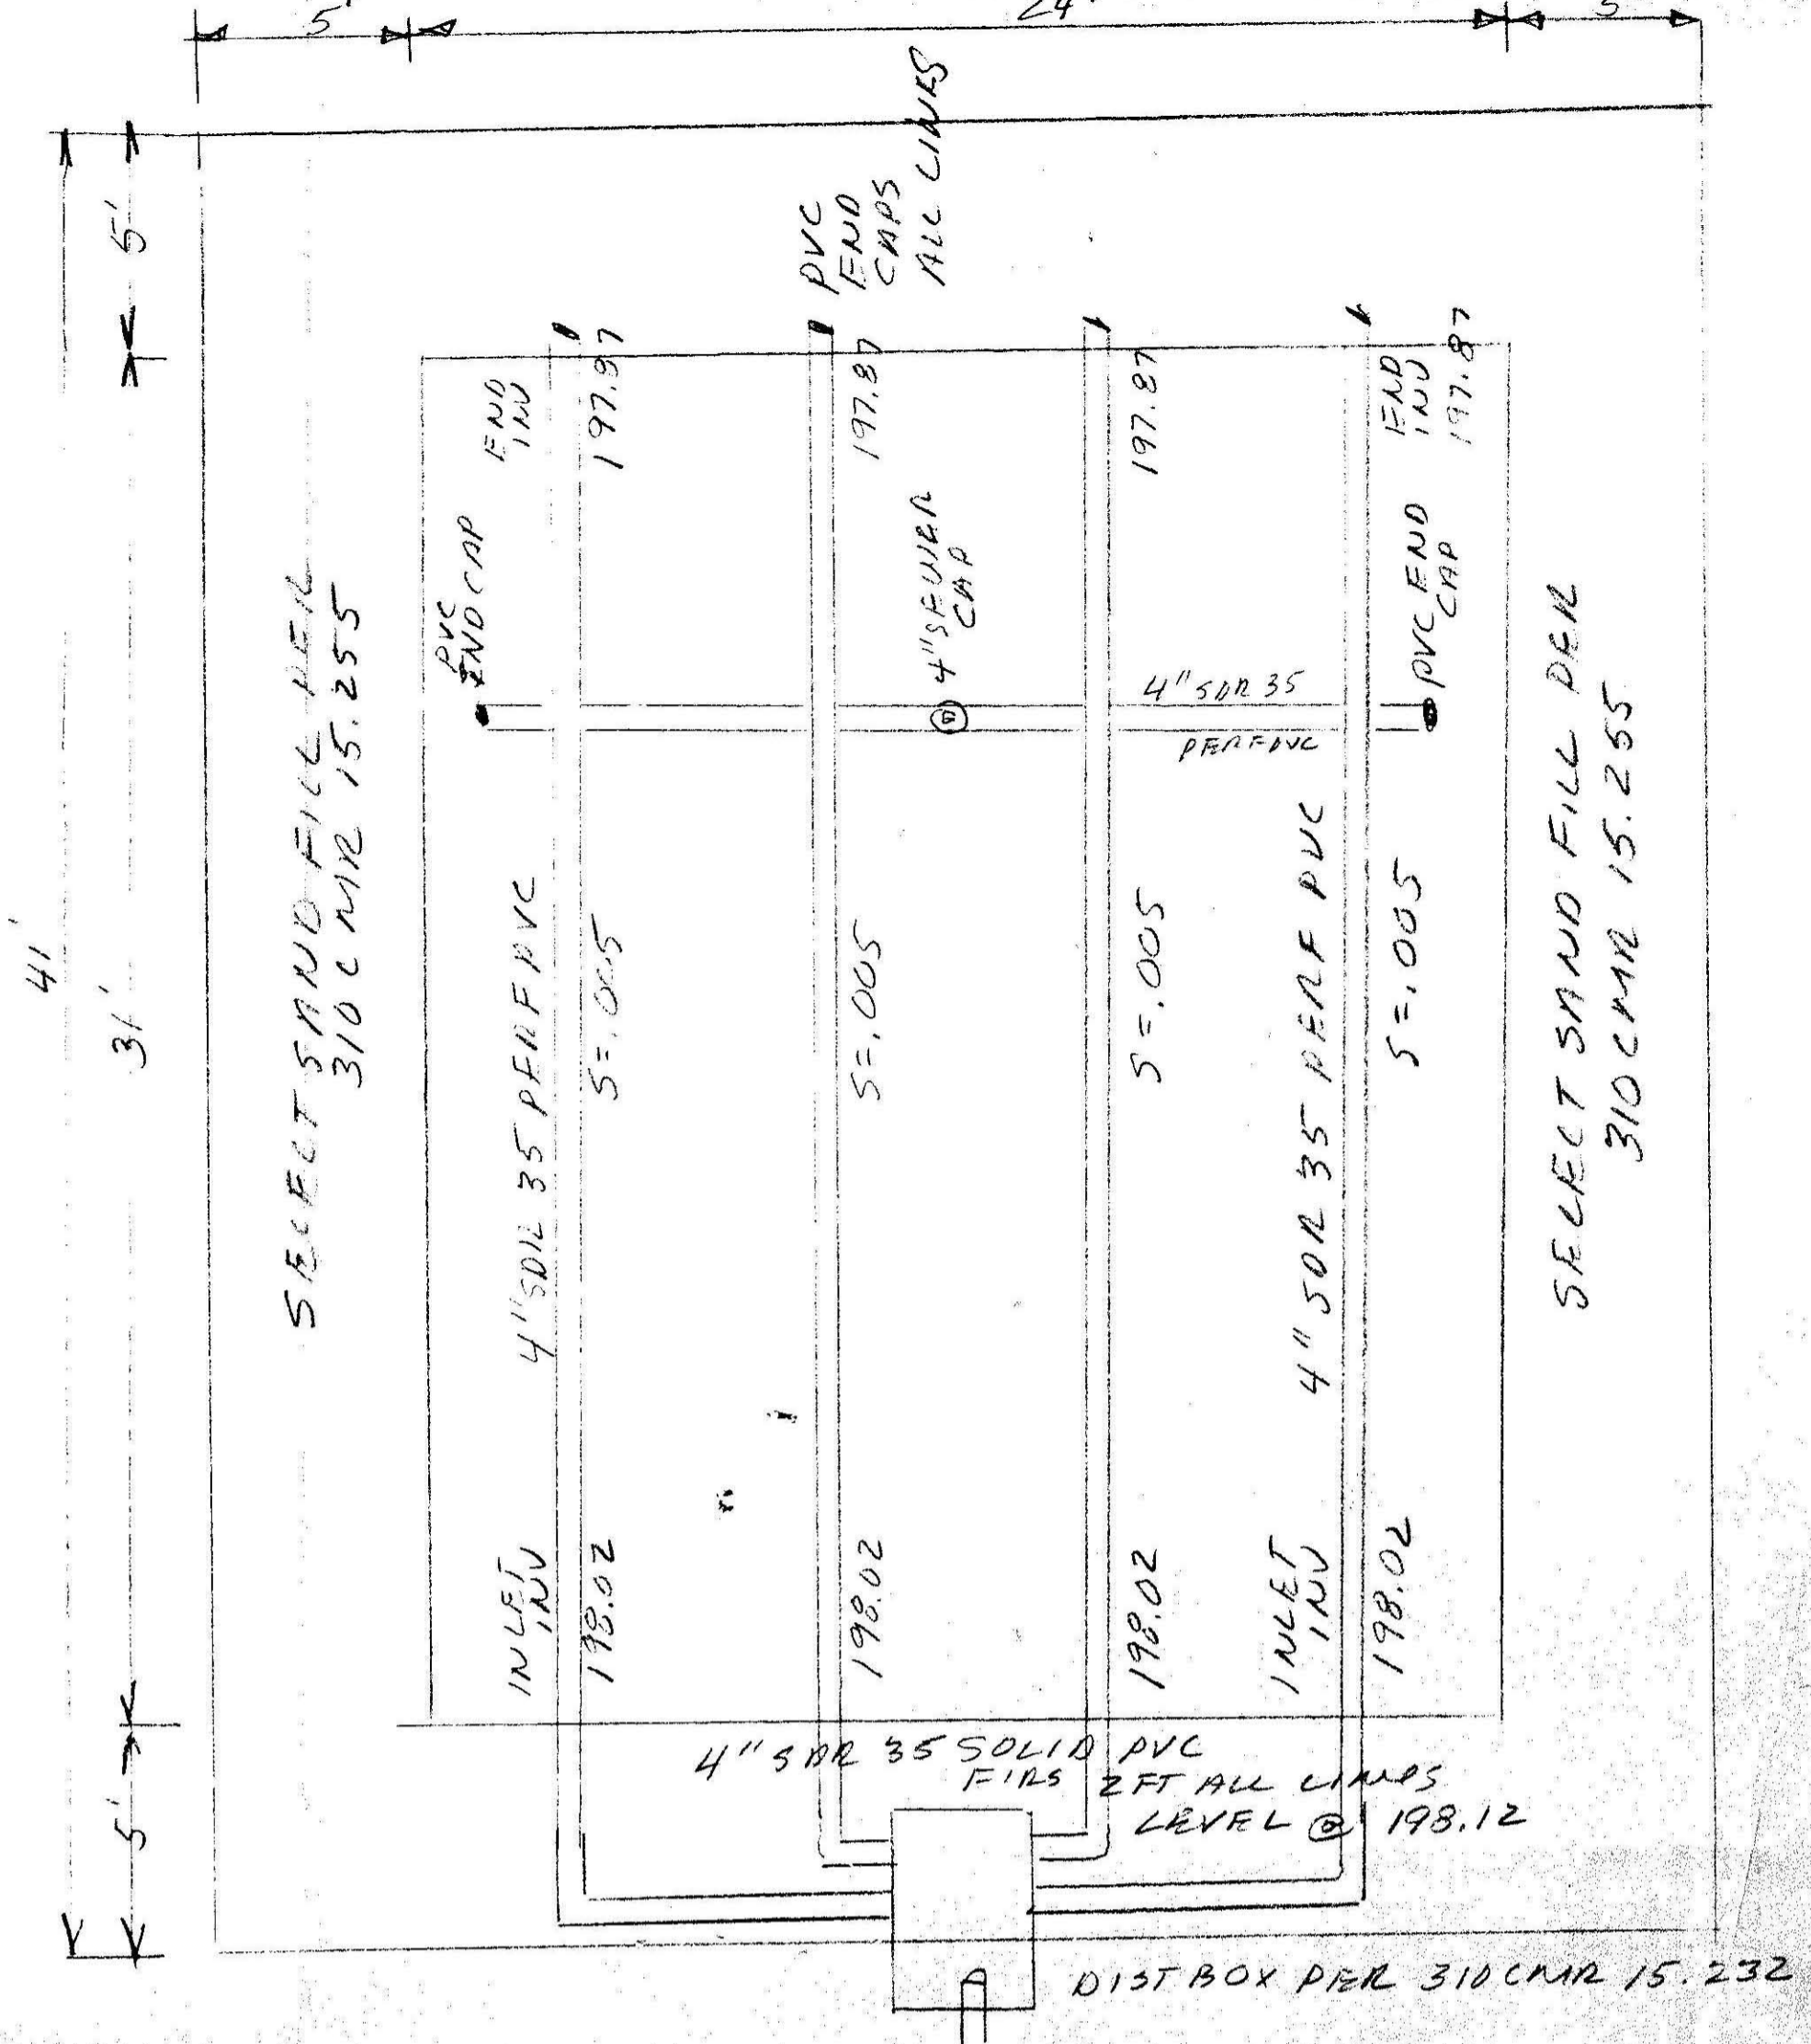 5'
24'
5'
41'
5'
31'
5'
PVC
END
CAPS
ALL LINES
END
INV
197.87
197.87
197.87
END
INV
197.87
PVC
END CAP
4" SEWER
CAP
4" SDR 35
PERF PVC
PVC END
CAP
SELECT SAND FILL PER
310 CMR 15.255
4" SDR 35 PERF PVC
S=.005
S=.005
S=.005
4" SDR 35 PERF PVC
S=.005
SELECT SAND FILL PER
310 CMR 15.255
INLET
INV
198.02
198.02
198.02
INLET
INV
198.02
4" SDR 35 SOLID PVC
FIRS 2FT ALL LINES
LEVEL @ 198.12
DIST BOX PER 310 CMR 15.232